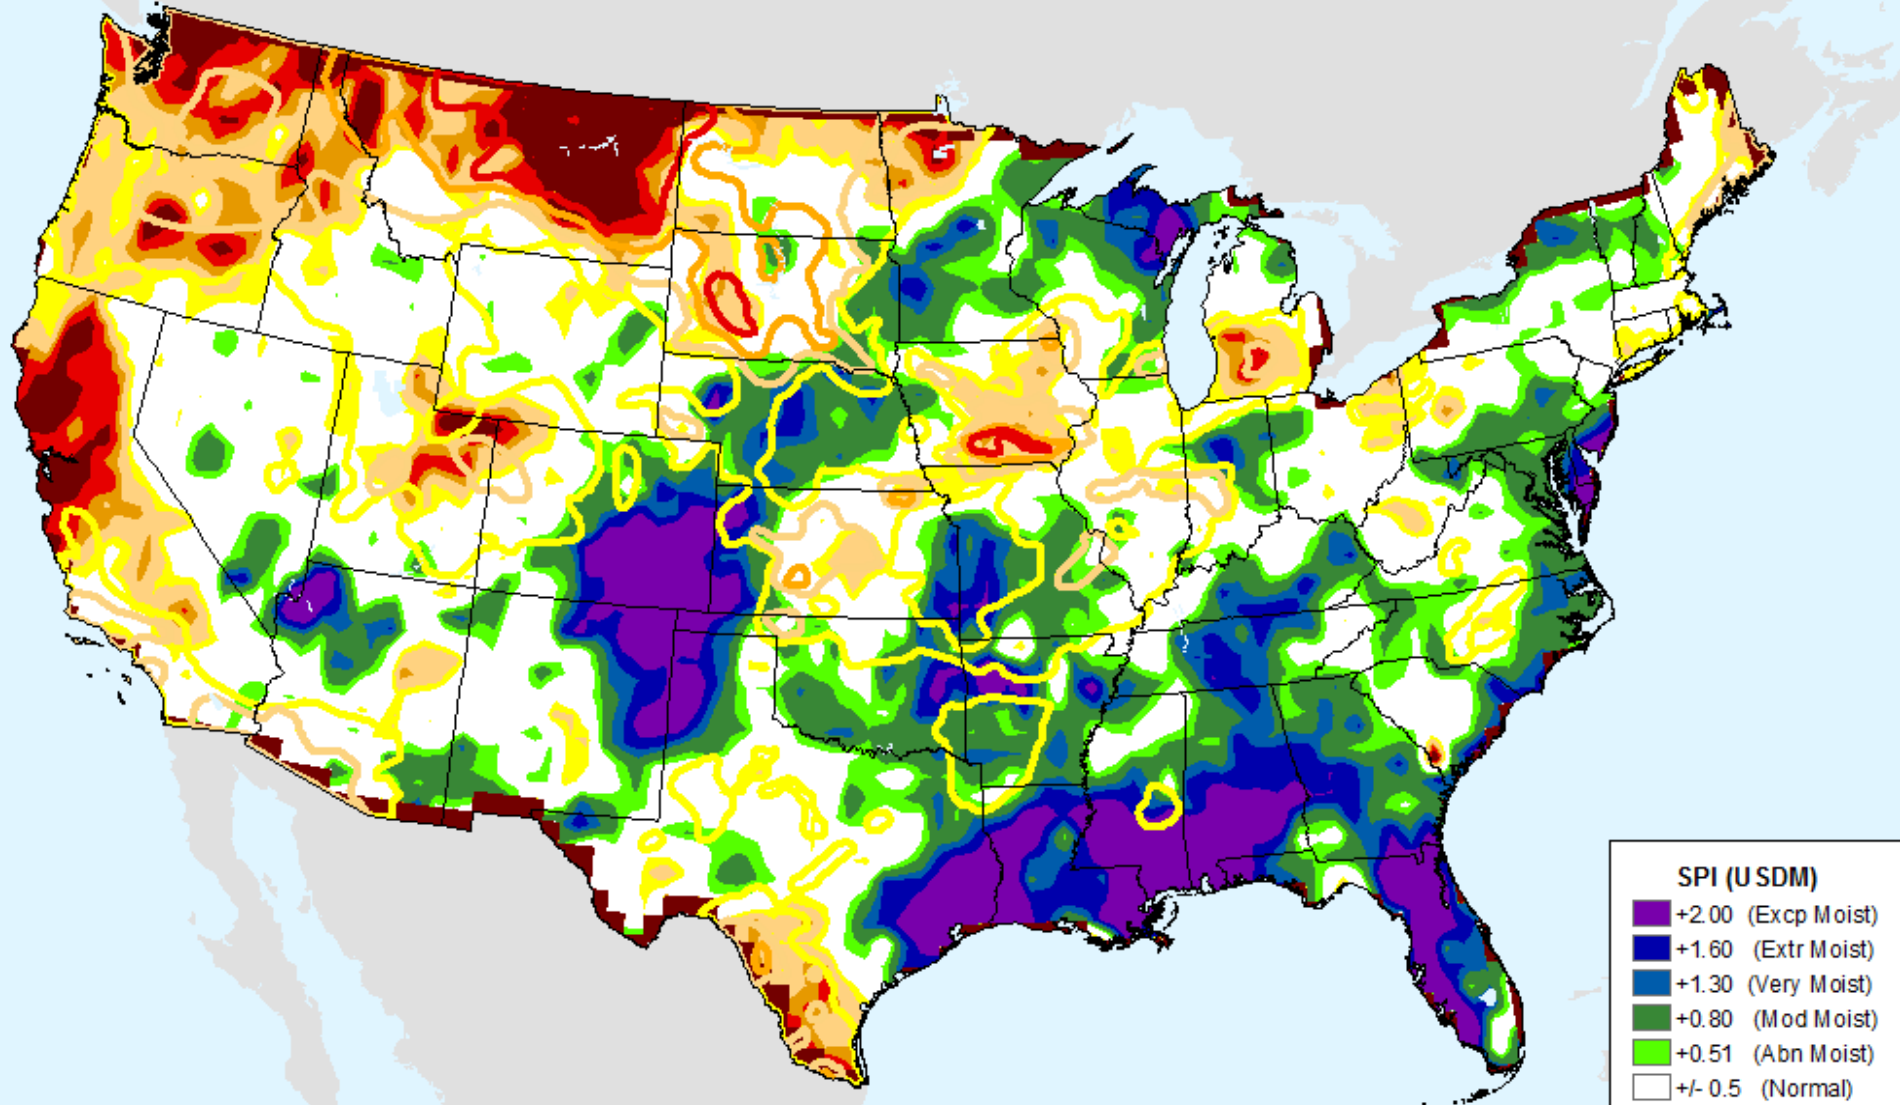 SPI (USDM)
+2.00 (Excp Moist)
+1.60 (Extr Moist)
+1.30 (Very Moist)
+0.80 (Mod Moist)
+0.51 (Abn Moist)
+/- 0.5 (Normal)